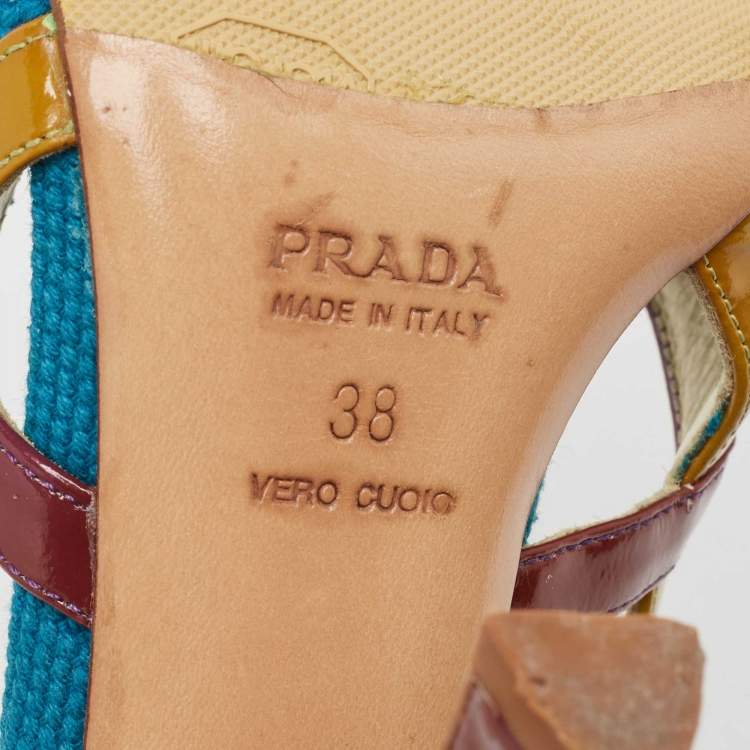 PRADA
MADE IN ITALY
38
VERO CUOIO